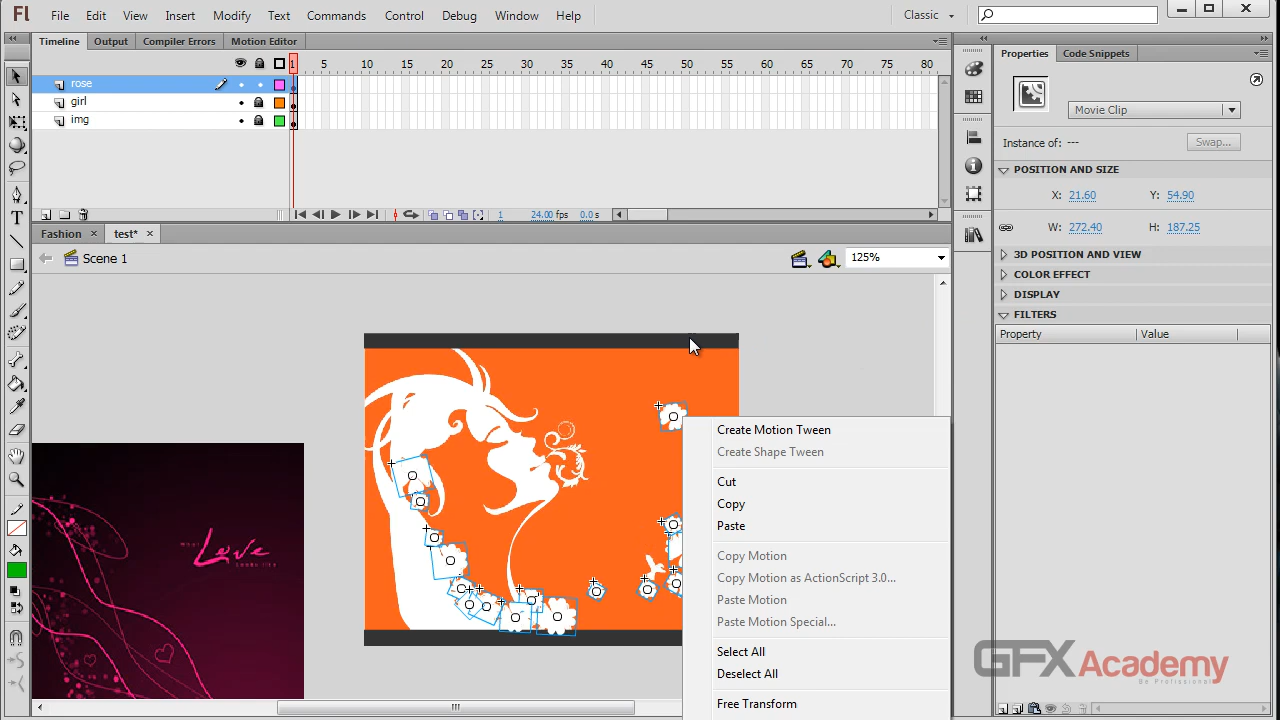 Fl File Edit View Insert Modify Text Commands Control Debug Window Help Classic
Timeline Output Compiler Errors Motion Editor
Properties Code Snippets
1 5 10 15 20 25 30 35 40 45 50 55 60 65 70 75 80
rose
girl
img
Movie Clip
Instance of: --- Swap...
POSITION AND SIZE
X: 21.60 Y: 54.90
W: 272.40 H: 187.25
1 24.00 fps 0.0 s
Fashion test*
Scene 1 125%
3D POSITION AND VIEW
COLOR EFFECT
DISPLAY
FILTERS
Property Value
Create Motion Tween
Create Shape Tween
Cut
Copy
Paste
Copy Motion
Copy Motion as ActionScript 3.0...
Paste Motion
Paste Motion Special...
Select All
Deselect All
Free Transform
Love
GFXAcademy
Be Professional